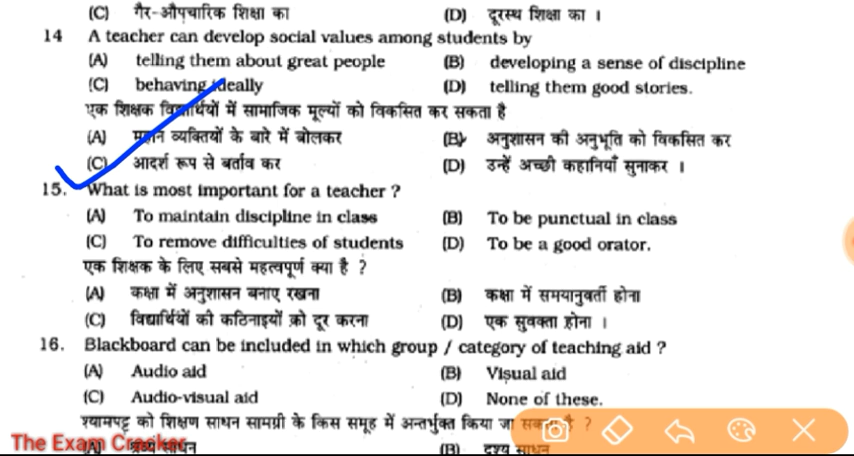 (C) गैर-औपचारिक शिक्षा का (D) दूरस्थ शिक्षा का ।
14 A teacher can develop social values among students by
(A) telling them about great people (B) developing a sense of discipline
(C) behaving ideally (D) telling them good stories.
एक शिक्षक विद्यार्थियों में सामाजिक मूल्यों को विकसित कर सकता है
(A) महान व्यक्तियों के बारे में बोलकर (B) अनुशासन की अनुभूति को विकसित कर
(C) आदर्श रूप से बर्ताव कर (D) उन्हें अच्छी कहानियाँ सुनाकर ।
15. What is most important for a teacher ?
(A) To maintain discipline in class (B) To be punctual in class
(C) To remove difficulties of students (D) To be a good orator.
एक शिक्षक के लिए सबसे महत्वपूर्ण क्या है ?
(A) कक्षा में अनुशासन बनाए रखना (B) कक्षा में समयानुवर्ती होना
(C) विद्यार्थियों की कठिनाइयों को दूर करना (D) एक सुवक्ता होना ।
16. Blackboard can be included in which group / category of teaching aid ?
(A) Audio aid (B) Visual aid
(C) Audio-visual aid (D) None of these.
श्यामपट्ट को शिक्षण साधन सामग्री के किस समूह में अन्तर्भुक्त किया जा सकता है ?
The Exam Cracker
(A) श्रव्य साधन (B) दृश्य साधन